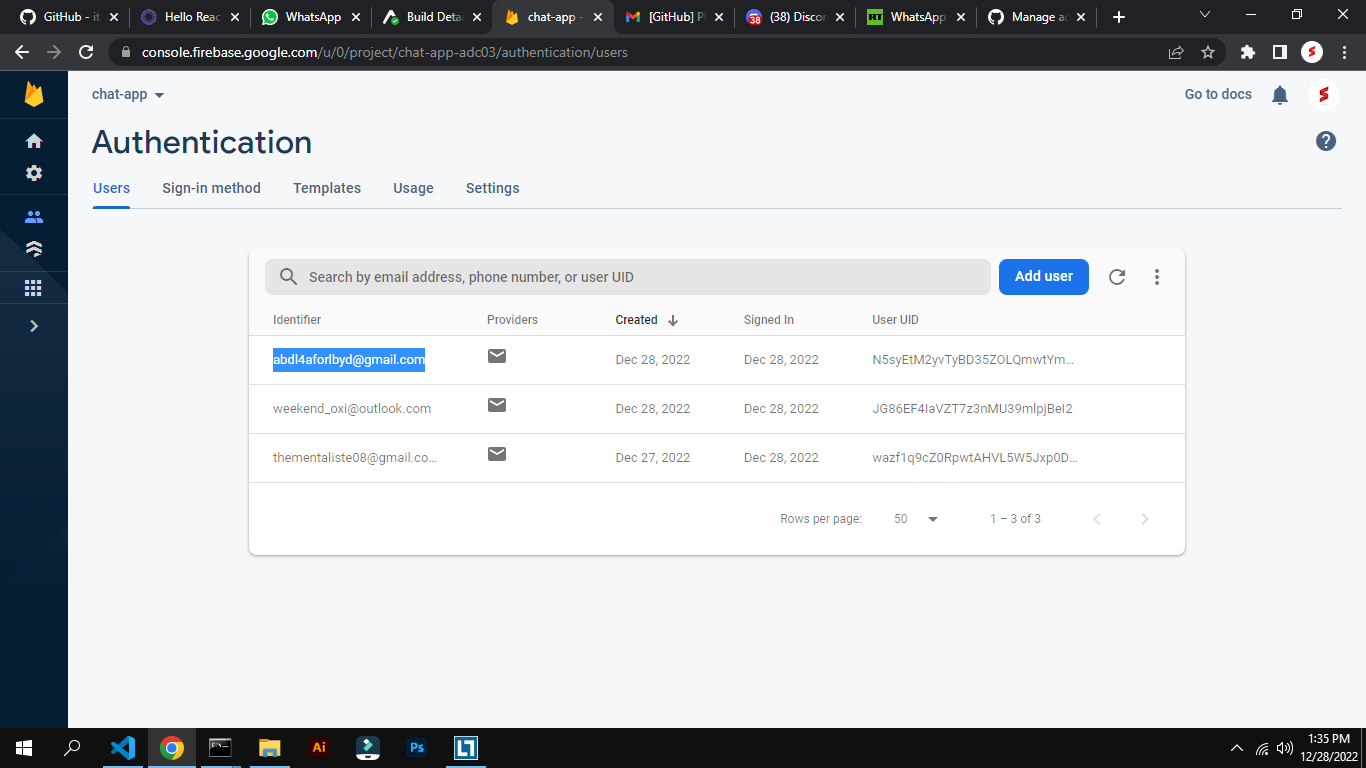 GitHub - it
Hello Reac
WhatsApp
Build Deta
chat-app -
[GitHub] Pl
38
(38) Discor
RT
WhatsApp
Manage ac
console.firebase.google.com/u/0/project/chat-app-adc03/authentication/users
chat-app
Go to docs
Authentication
Users
Sign-in method
Templates
Usage
Settings
Search by email address, phone number, or user UID
Add user
Identifier
Providers
Created
Signed In
User UID
abdl4aforlbyd@gmail.com
Dec 28, 2022
Dec 28, 2022
N5syEtM2yvTyBD35ZOLQmwtYm...
weekend_oxi@outlook.com
Dec 28, 2022
Dec 28, 2022
JG86EF4IaVZT7z3nMU39mlpjBeI2
thementaliste08@gmail.co...
Dec 27, 2022
Dec 28, 2022
wazf1q9cZ0RpwtAHVL5W5Jxp0D...
Rows per page:
50
1 – 3 of 3
Ai
Ps
1:35 PM
12/28/2022